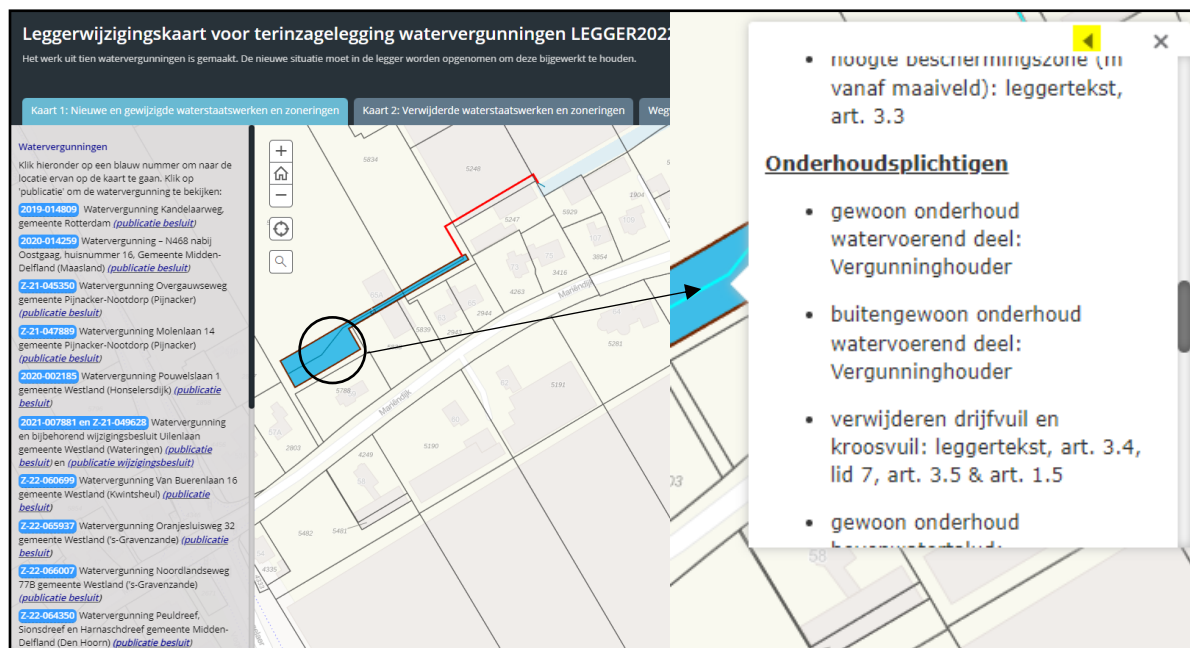 Leggerwijzigingskaart voor terinzagelegging watervergunningen LEGGER2022
Het werk uit tien watervergunningen is gemaakt. De nieuwe situatie moet in de legger worden opgenomen om deze bijgewerkt te houden.
Kaart 1: Nieuwe en gewijzigde waterstaatswerken en zoneringen
Kaart 2: Verwijderde waterstaatswerken en zoneringen
Weg
Watervergunningen
Klik hieronder op een blauw nummer om naar de
locatie ervan op de kaart te gaan. Klik op
'publicatie' om de watervergunning te bekijken:
2019-014809 Watervergunning Kandelaarweg,
gemeente Rotterdam (publicatie besluit)
2020-014259 Watervergunning – N468 nabij
Oostgaag, huisnummer 16, Gemeente Midden-
Delfland (Maasland) (publicatie besluit)
Z-21-045350 Watervergunning Overgauwseweg
gemeente Pijnacker-Nootdorp (Pijnacker)
(publicatie besluit)
Z-21-047889 Watervergunning Molenlaan 14
gemeente Pijnacker-Nootdorp (Pijnacker)
(publicatie besluit)
2020-002185 Watervergunning Pouwelslaan 1
gemeente Westland (Honselersdijk) (publicatie
besluit)
2021-007881 en Z-21-049628 Watervergunning
en bijbehorend wijzigingsbesluit Uilenlaan
gemeente Westland (Wateringen) (publicatie
besluit) en (publicatie wijzigingsbesluit)
Z-22-060699 Watervergunning Van Buerenlaan 16
gemeente Westland (Kwintsheul) (publicatie
besluit)
Z-22-065937 Watervergunning Oranjesluisweg 32
gemeente Westland ('s-Gravenzande) (publicatie
besluit)
Z-22-066007 Watervergunning Noordlandseweg
77B gemeente Westland ('s-Gravenzande)
(publicatie besluit)
Z-22-064350 Watervergunning Peuldreef,
Sionsdreef en Harnaschdreef gemeente Midden-
Delfland (Den Hoorn) (publicatie besluit)
5834
5248
1904
5247
5829
3854
3416
4263
Mariëndijk
2944
5839
2943
5281
5788
5191
Mariëndijk
2803
4249
5190
5482
5481
4335
hoogte beschermingszone (m
vanaf maaiveld): leggertekst,
art. 3.3
Onderhoudsplichtigen
gewoon onderhoud
watervoerend deel:
Vergunninghouder
buitengewoon onderhoud
watervoerend deel:
Vergunninghouder
verwijderen drijfvuil en
kroosvuil: leggertekst, art. 3.4,
lid 7, art. 3.5 & art. 1.5
gewoon onderhoud
bovenwatertalud:
58